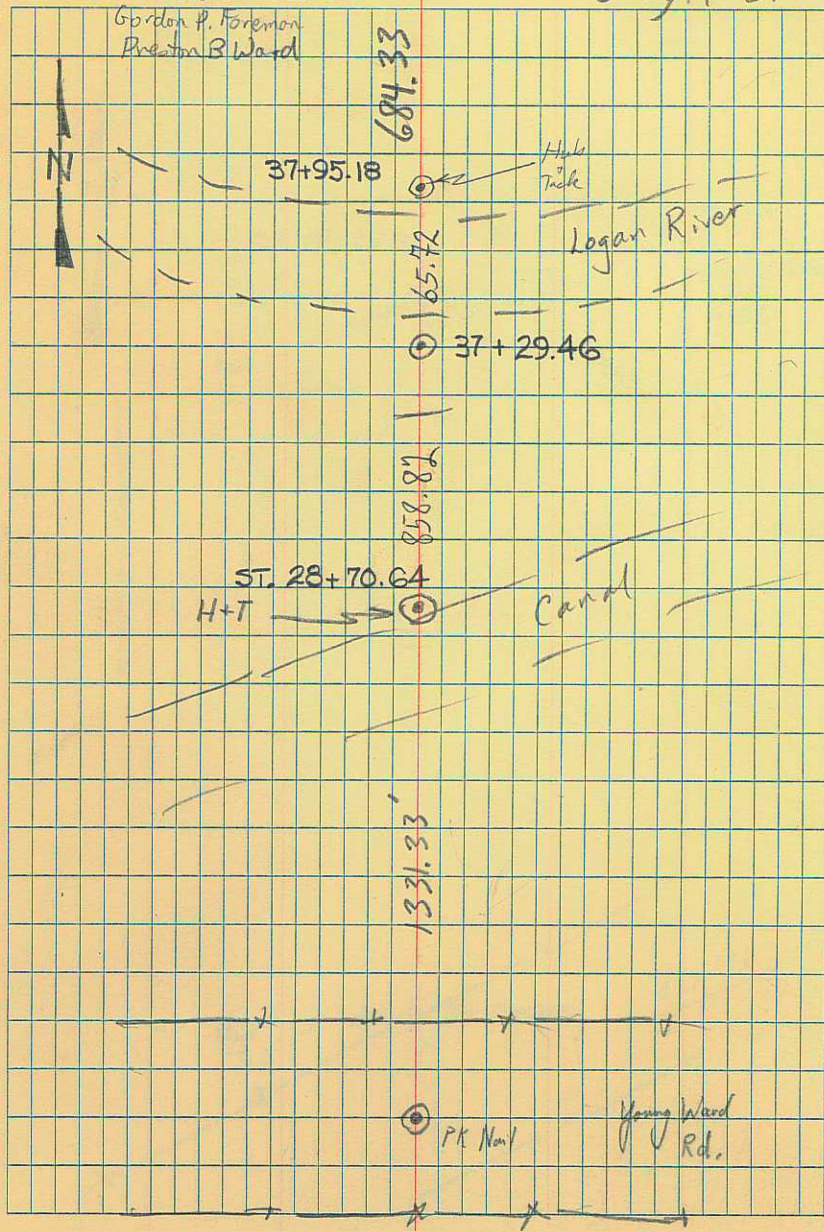 Gordon P. Foreman
Preston B Ward
684.33
N
37+95.18
Hub
Tack
Logan River
65.72
37+29.46
858.82
ST. 28+70.64
H+T
Canal
1331.33'
PK Nail
Young Ward
Rd.